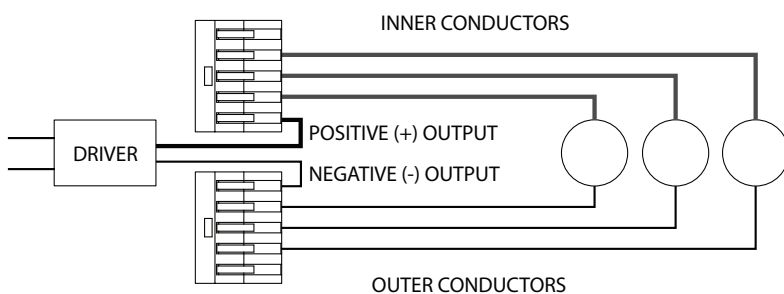 INNER CONDUCTORS
POSITIVE (+) OUTPUT
DRIVER
NEGATIVE (-) OUTPUT
OUTER CONDUCTORS